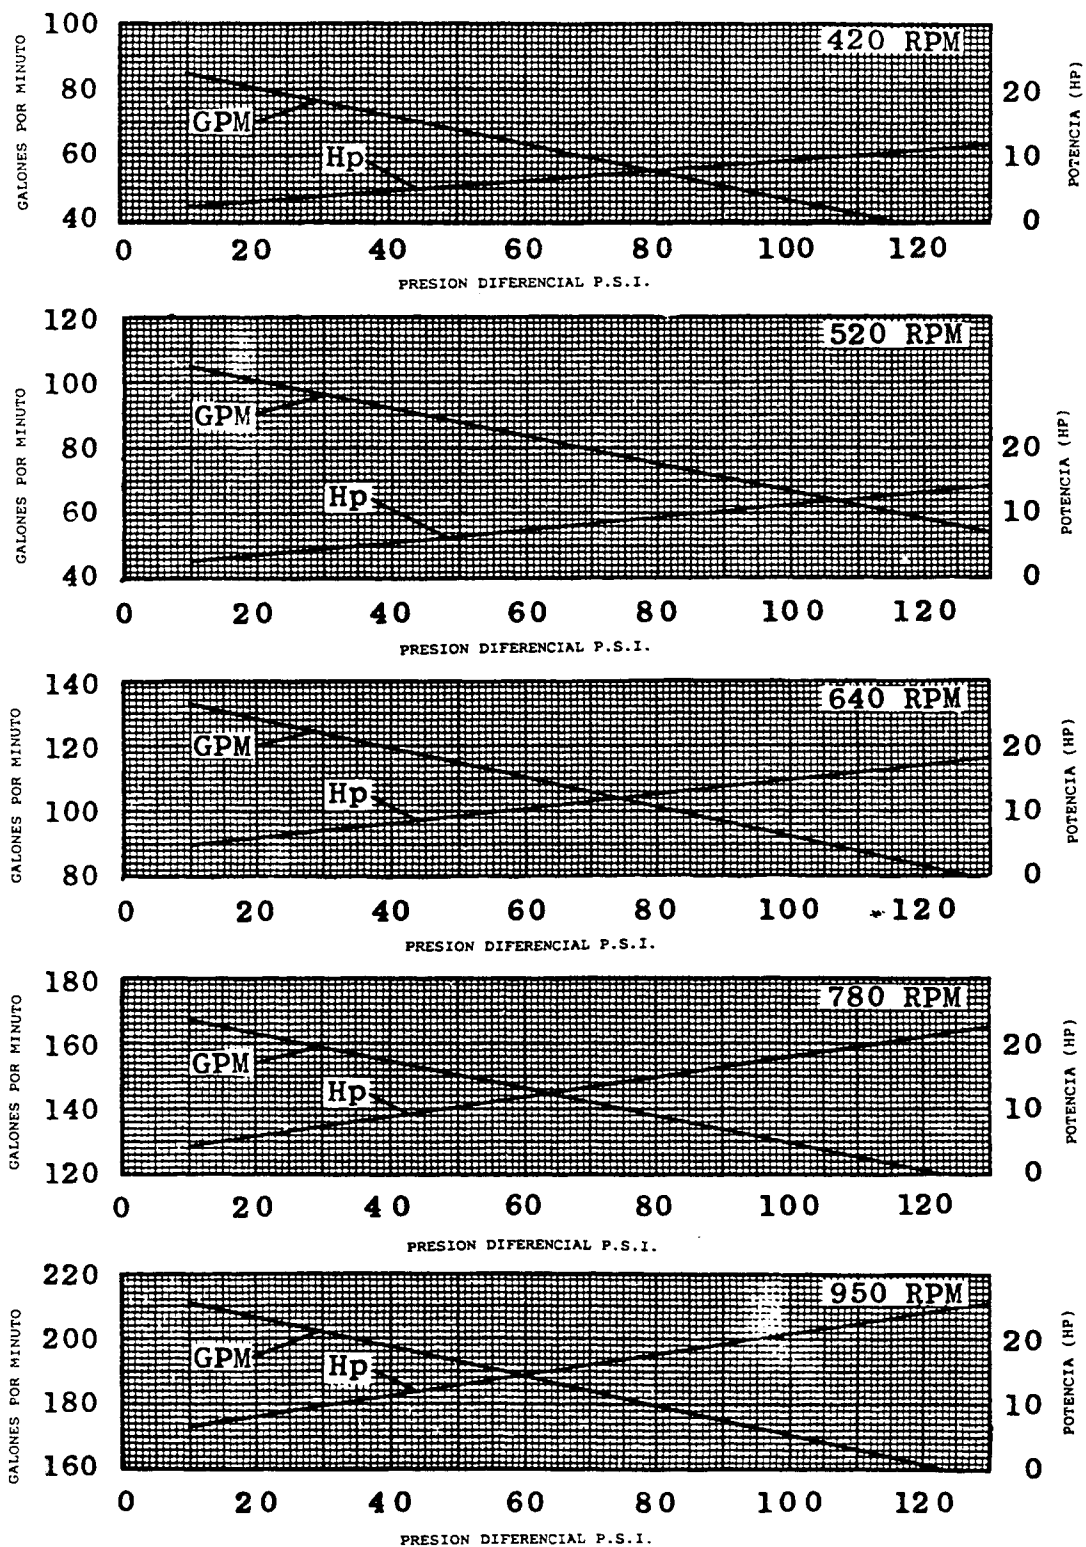 100
80
60
40
GALONES POR MINUTO
420 RPM
GPM
Hp
20
10
0
POTENCIA (HP)
0 20 40 60 80 100 120
PRESION DIFERENCIAL P.S.I.
120
100
80
60
40
GALONES POR MINUTO
520 RPM
GPM
Hp
20
10
0
POTENCIA (HP)
0 20 40 60 80 100 120
PRESION DIFERENCIAL P.S.I.
140
120
100
80
GALONES POR MINUTO
640 RPM
GPM
Hp
20
10
0
POTENCIA (HP)
0 20 40 60 80 100 120
PRESION DIFERENCIAL P.S.I.
180
160
140
120
GALONES POR MINUTO
780 RPM
GPM
Hp
20
10
0
POTENCIA (HP)
0 20 40 60 80 100 120
PRESION DIFERENCIAL P.S.I.
220
200
180
160
GALONES POR MINUTO
950 RPM
GPM
Hp
20
10
0
POTENCIA (HP)
0 20 40 60 80 100 120
PRESION DIFERENCIAL P.S.I.